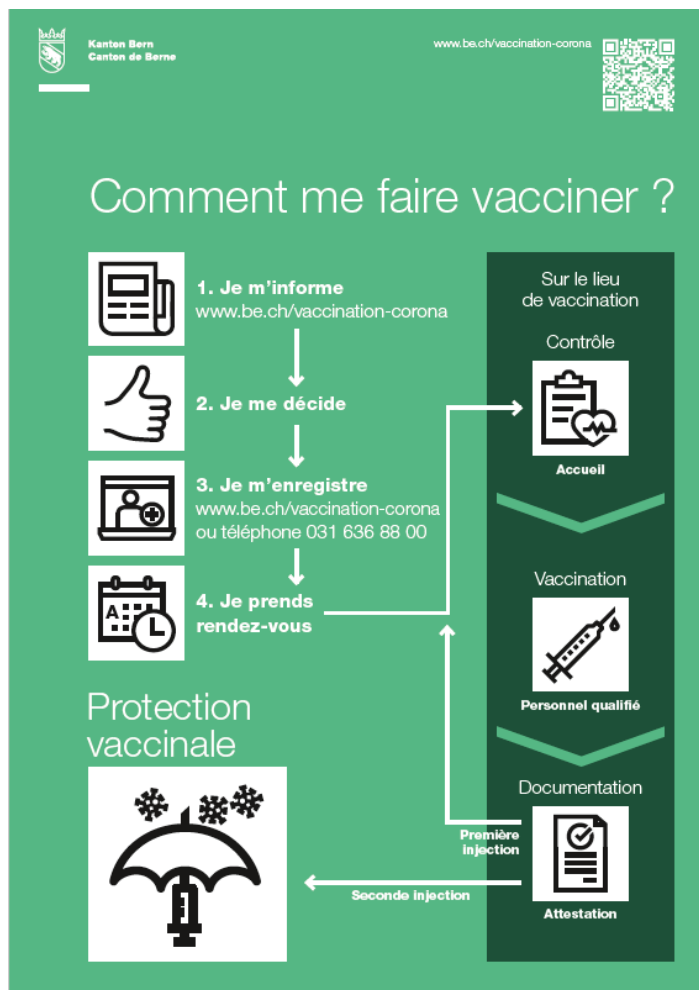 Kanton Bern
Canton de Berne
www.be.ch/vaccination-corona
Comment me faire vacciner ?
1. Je m'informe
www.be.ch/vaccination-corona
2. Je me décide
3. Je m'enregistre
www.be.ch/vaccination-corona
ou téléphone 031 636 88 00
A
4. Je prends
rendez-vous
Sur le lieu
de vaccination
Contrôle
Accueil
Vaccination
Personnel qualifié
Documentation
Attestation
Première
injection
Seconde injection
Protection
vaccinale